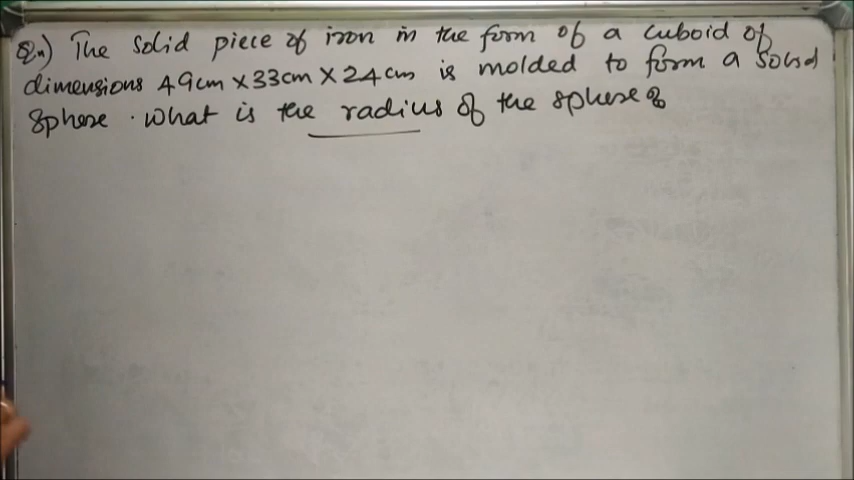 Qn) The solid piece of iron in the form of a cuboid of
dimensions 49cm x 33cm x 24cm is molded to form a solid
sphere. what is the radius of the sphere?